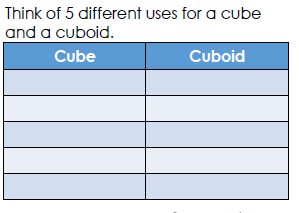 Think of 5 different uses for a cube
and a cuboid.
Cube Cuboid